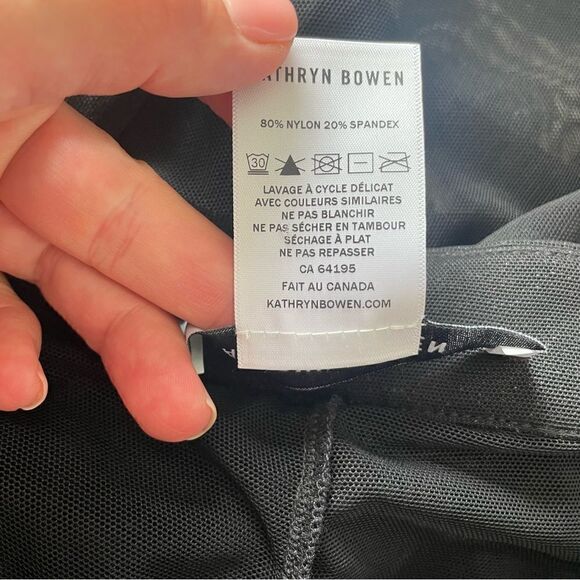 KATHRYN BOWEN
80% NYLON 20% SPANDEX
30
LAVAGE À CYCLE DÉLICAT
AVEC COULEURS SIMILAIRES
NE PAS BLANCHIR
NE PAS SÉCHER EN TAMBOUR
SÉCHAGE À PLAT
NE PAS REPASSER
CA 64195
FAIT AU CANADA
KATHRYNBOWEN.COM